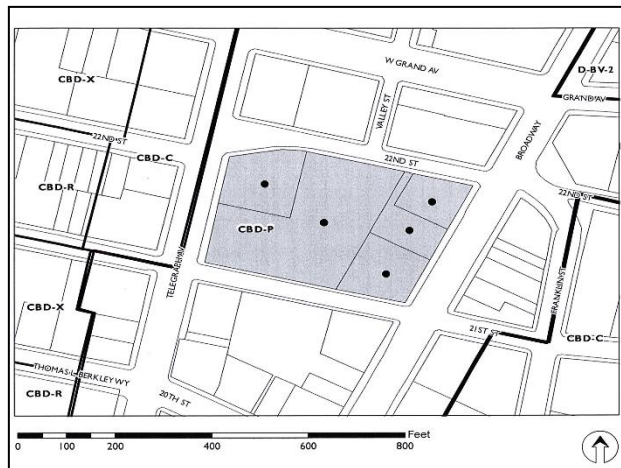 CBD-X
W GRAND AV
D-BV-2
GRAND AV
VALLEY ST
BROADWAY
22ND ST
CBD-C
22ND ST
CBD-R
22ND ST
CBD-P
TELEGRAPH AV
FRANKLIN ST
CBD-X
21ST ST
CBD-C
THOMAS L BERKLEY WY
CBD-R
20TH ST
Feet
0 50 100 200 400 600 800